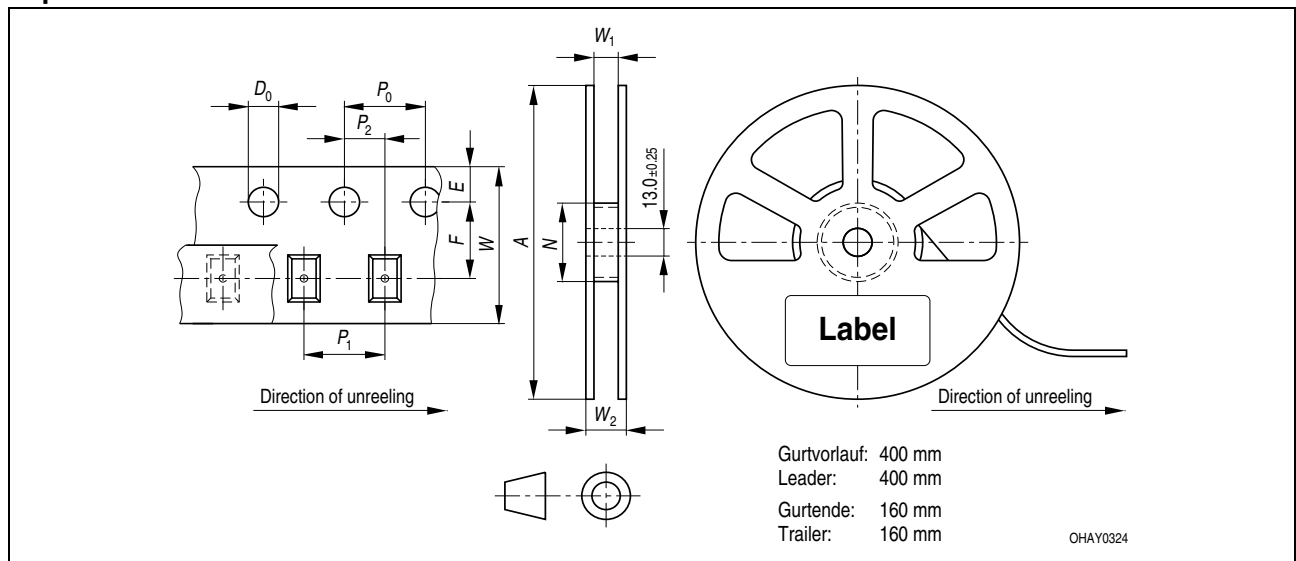 W₁
D₀
P₀
P₂
E
F
W
A
N
13.0±0.25
P₁
Label
Direction of unreeling
W₂
Direction of unreeling
Gurtvorlauf: 400 mm
Leader: 400 mm
Gurtende: 160 mm
Trailer: 160 mm
OHAY0324